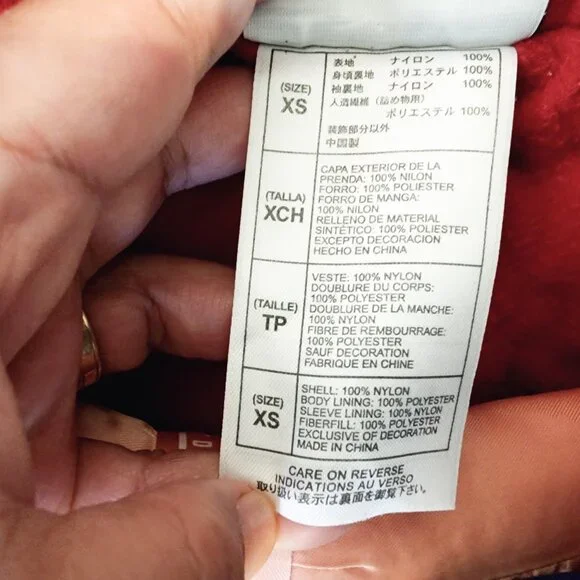 (SIZE)
XS
表地 ナイロン 100%
身頃裏地 ポリエステル 100%
袖裏地 ナイロン 100%
人造繊維（詰め物用）
ポリエステル 100%
装飾部分以外
中国製
(TALLA)
XCH
CAPA EXTERIOR DE LA
PRENDA: 100% NILON
FORRO: 100% POLIESTER
FORRO DE MANGA:
100% NILON
RELLENO DE MATERIAL
SINTÉTICO: 100% POLIESTER
EXCEPTO DECORACION
HECHO EN CHINA
(TAILLE)
TP
VESTE: 100% NYLON
DOUBLURE DU CORPS:
100% POLYESTER
DOUBLURE DE LA MANCHE:
100% NYLON
FIBRE DE REMBOURRAGE:
100% POLYESTER
SAUF DECORATION
FABRIQUE EN CHINE
(SIZE)
XS
SHELL: 100% NYLON
BODY LINING: 100% POLYESTER
SLEEVE LINING: 100% NYLON
FIBERFILL: 100% POLYESTER
EXCLUSIVE OF DECORATION
MADE IN CHINA
CARE ON REVERSE
INDICATIONS AU VERSO
取り扱い表示は裏面を御覧下さい。